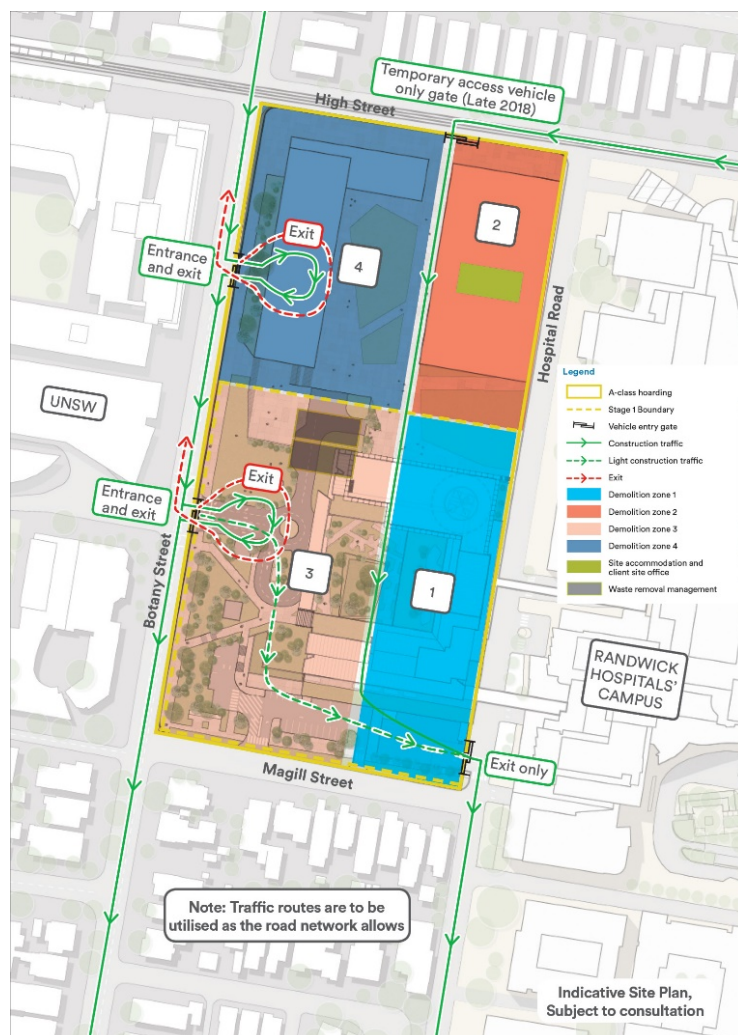 Temporary access vehicle
only gate (Late 2018)
High Street
2
Exit
4
Entrance
and exit
Hospital Road
UNSW
Legend
A-class hoarding
Stage 1 Boundary
Vehicle entry gate
Construction traffic
Light construction traffic
Exit
Demolition zone 1
Demolition zone 2
Demolition zone 3
Demolition zone 4
Site accommodation and
client site office
Waste removal management
Exit
Entrance
and exit
3
1
Botany Street
RANDWICK
HOSPITALS'
CAMPUS
Exit only
Magill Street
Note: Traffic routes are to be
utilised as the road network allows
Indicative Site Plan,
Subject to consultation